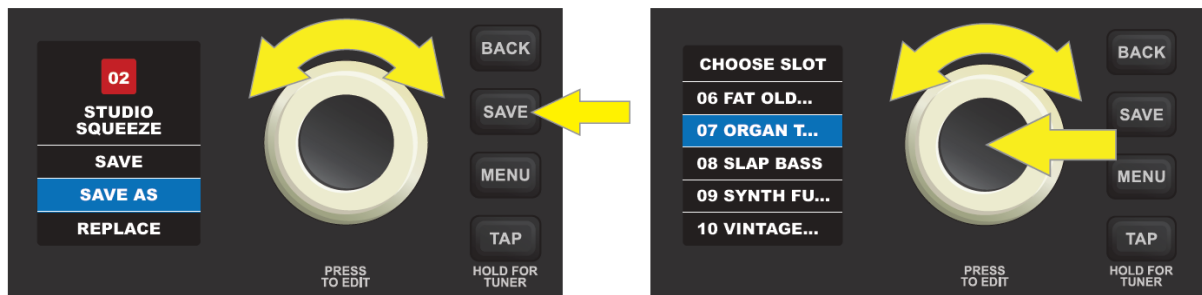 02
STUDIO
SQUEEZE
SAVE
SAVE AS
REPLACE
BACK
SAVE
MENU
TAP
PRESS
TO EDIT
HOLD FOR
TUNER
CHOOSE SLOT
06 FAT OLD...
07 ORGAN T...
08 SLAP BASS
09 SYNTH FU...
10 VINTAGE...
BACK
SAVE
MENU
TAP
PRESS
TO EDIT
HOLD FOR
TUNER